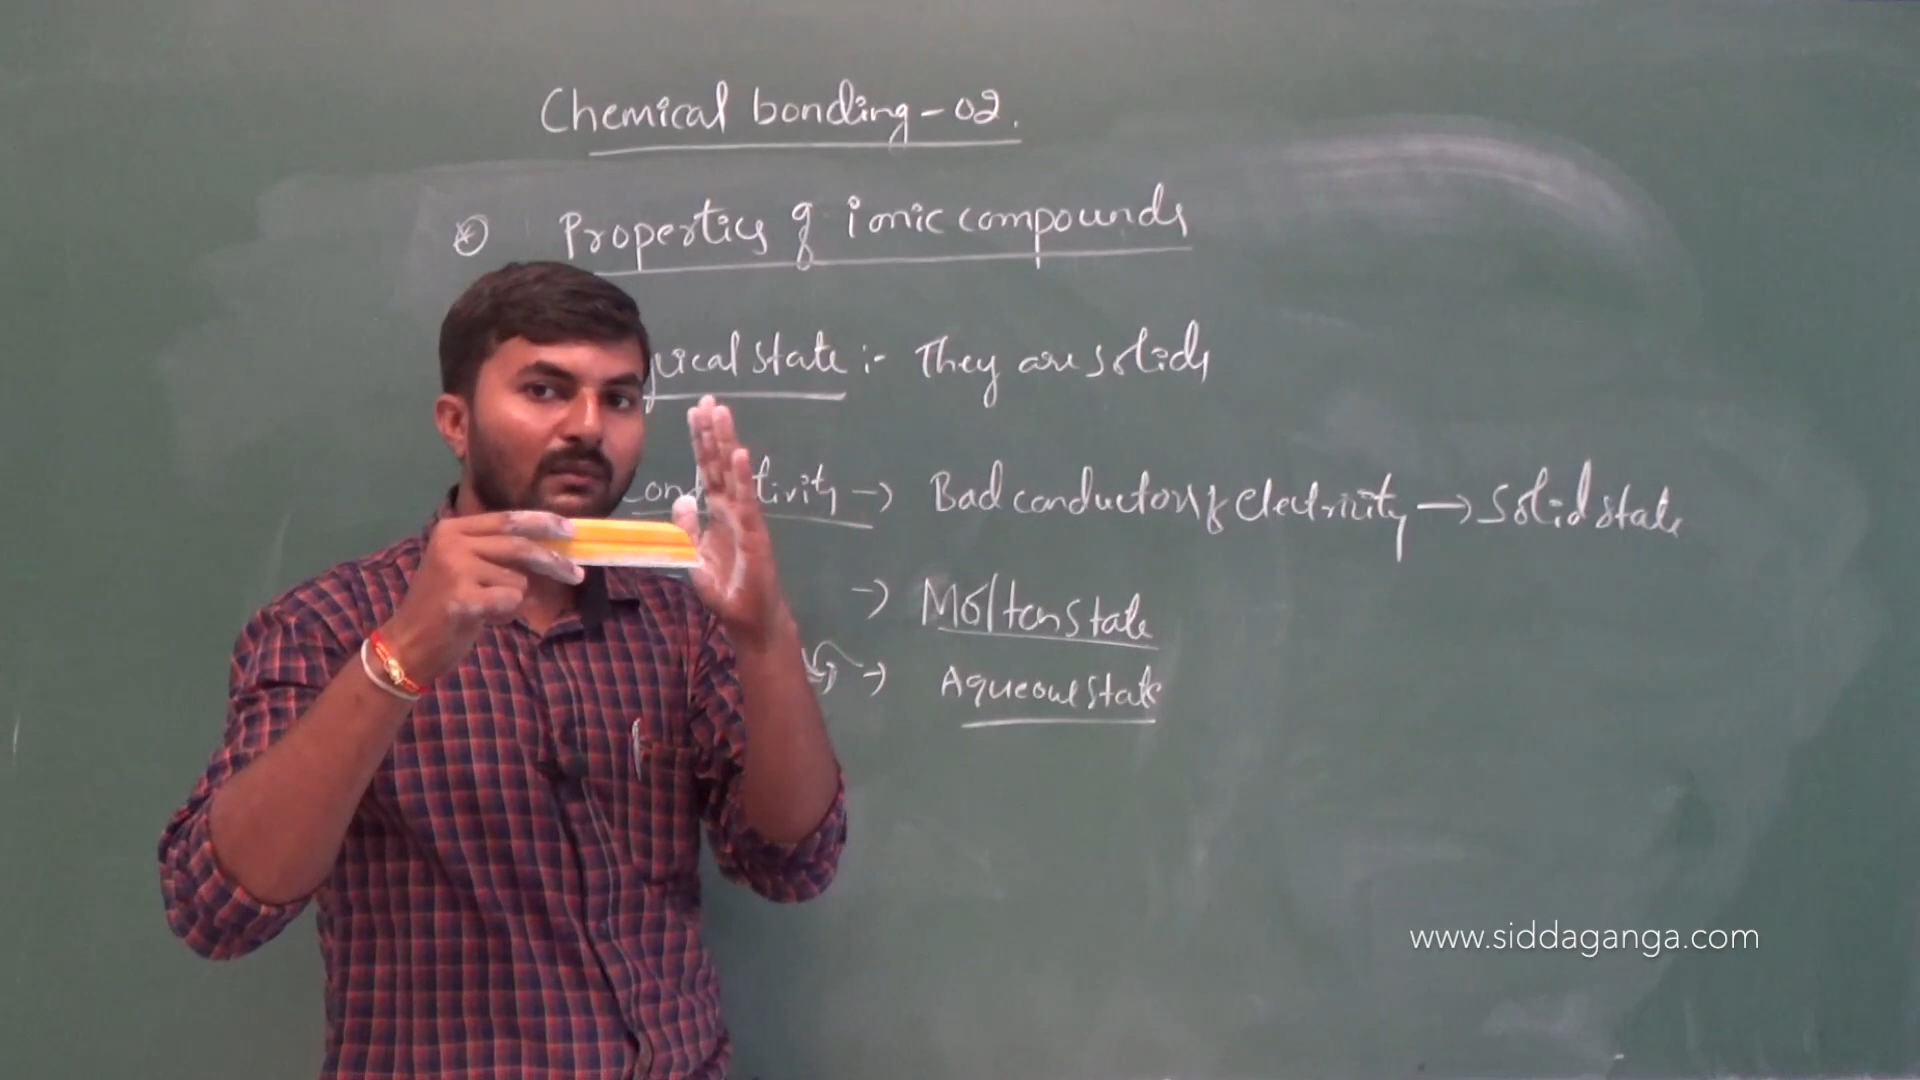 Chemical bonding - 02.
Properties of ionic compounds
ical state :- They are solids
tivity → Bad conductor of electricity → solid state
→ Molten state
→ Aqueous state
www.siddaganga.com